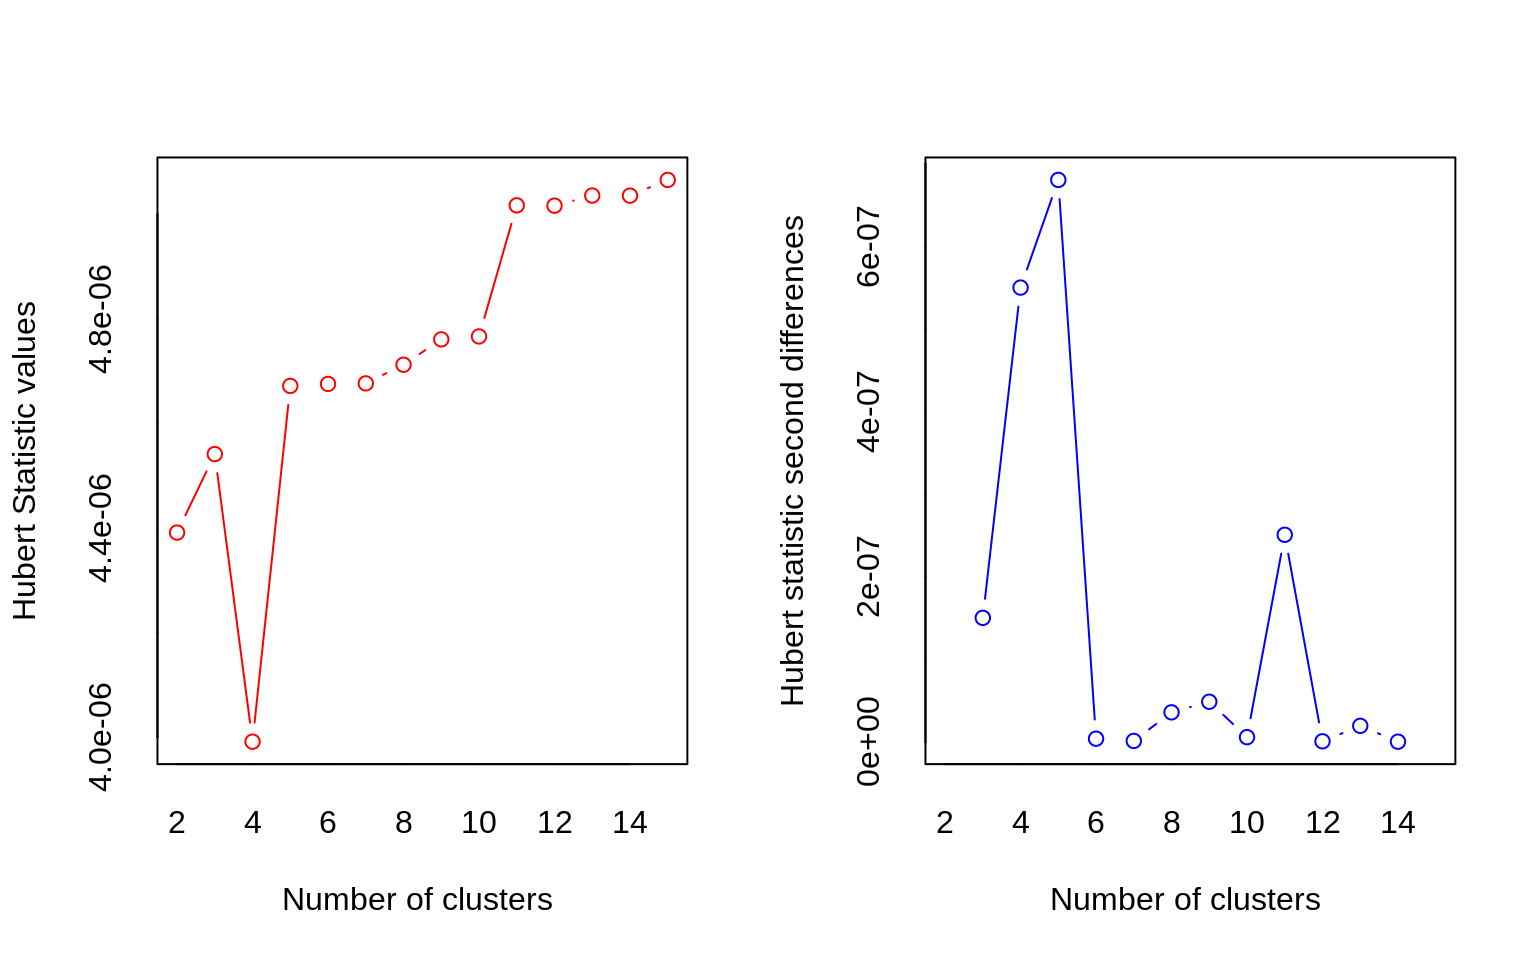 Hubert Statistic values
4.0e-06 4.4e-06 4.8e-06
2 4 6 8 10 12 14
Number of clusters
Hubert statistic second differences
0e+00 2e-07 4e-07 6e-07
2 4 6 8 10 12 14
Number of clusters